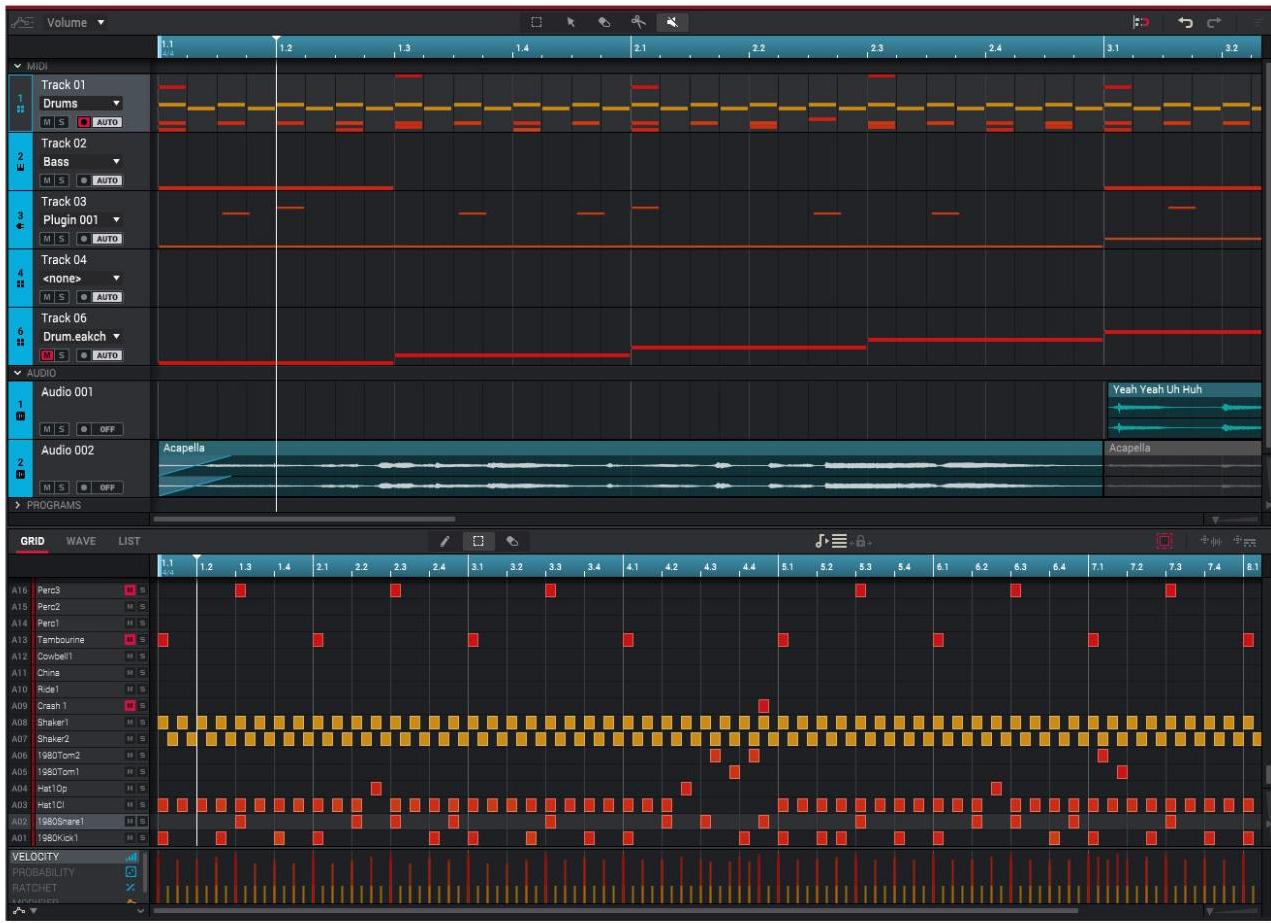 Volume
1.1 1.2 1.3 1.4 2.1 2.2 2.3 2.4 3.1 3.2
4/4
MIDI
Track 01
1 Drums
M S AUTO
Track 02
2 Bass
M S AUTO
Track 03
3 Plugin 001
M S AUTO
Track 04
4 <none>
M S AUTO
Track 06
6 Drum.eakch
M S AUTO
AUDIO
Audio 001 Yeah Yeah Uh Huh
1
M S OFF
Audio 002 Acapella Acapella
2
M S OFF
PROGRAMS
GRID WAVE LIST
1.1 1.2 1.3 1.4 2.1 2.2 2.3 2.4 3.1 3.2 3.3 3.4 4.1 4.2 4.3 4.4 5.1 5.2 5.3 5.4 6.1 6.2 6.3 6.4 7.1 7.2 7.3 7.4 8.1
4/4
A16 Perc3 M S
A15 Perc2 M S
A14 Perc1 M S
A13 Tambourine M S
A12 Cowbell1 M S
A11 China M S
A10 Ride1 M S
A09 Crash 1 M S
A08 Shaker1 M S
A07 Shaker2 M S
A06 1980Tom2 M S
A05 1980Tom1 M S
A04 Hat1Op M S
A03 Hat1Cl M S
A02 1980Snare1 M S
A01 1980Kick1 M S
VELOCITY
PROBABILITY
RATCHET